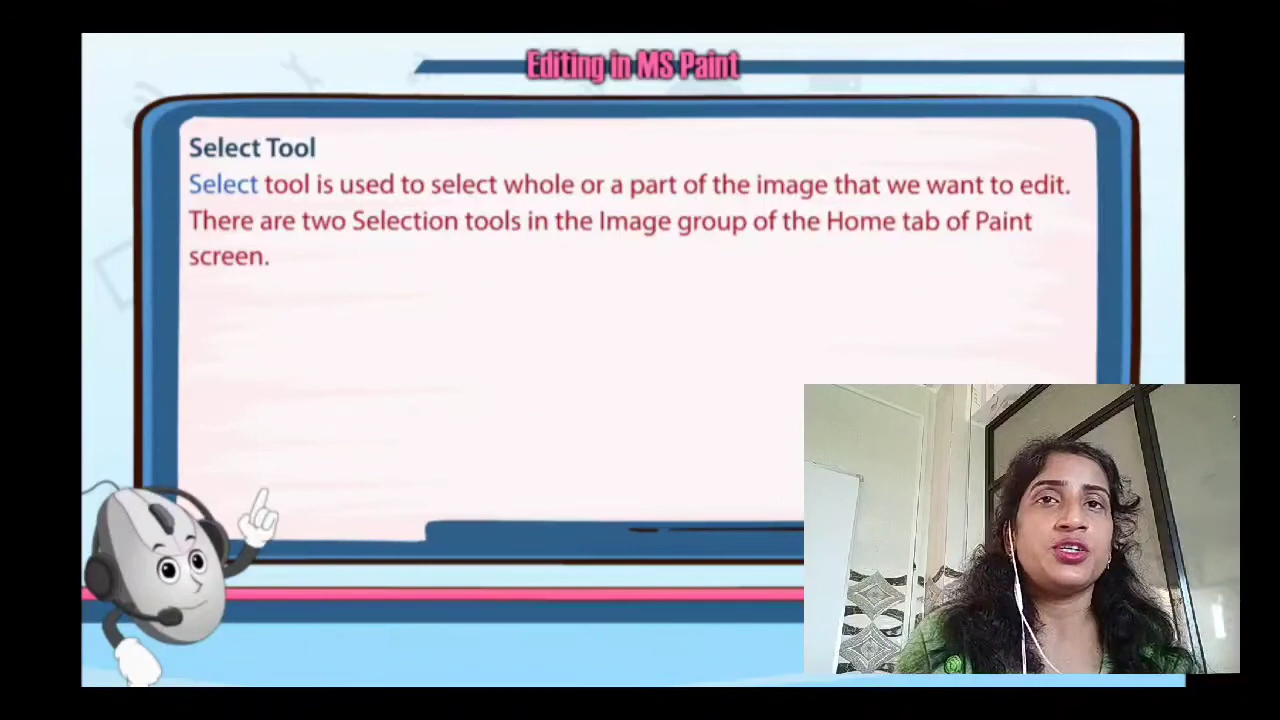 Editing in MS Paint
Select Tool
Select tool is used to select whole or a part of the image that we want to edit.
There are two Selection tools in the Image group of the Home tab of Paint
screen.